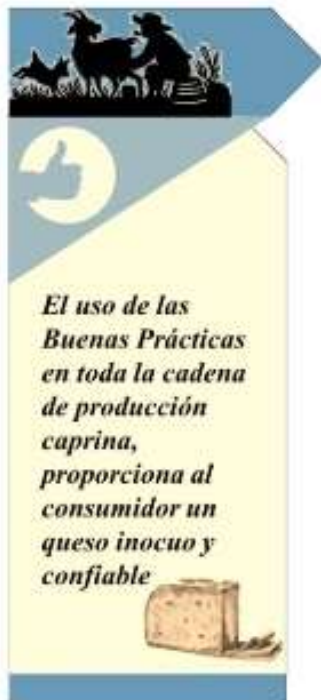 El uso de las
Buenas Prácticas
en toda la cadena
de producción
caprina,
proporciona al
consumidor un
queso inocuo y
confiable